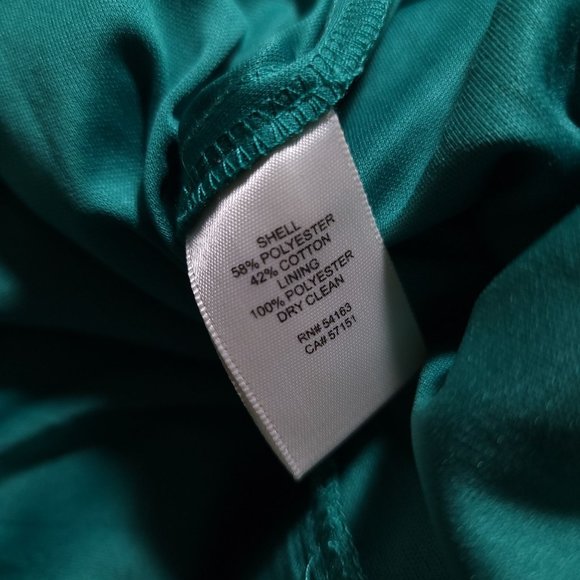 SHELL
58% POLYESTER
42% COTTON
LINING
100% POLYESTER
DRY CLEAN
RN# 54163
CA# 57151